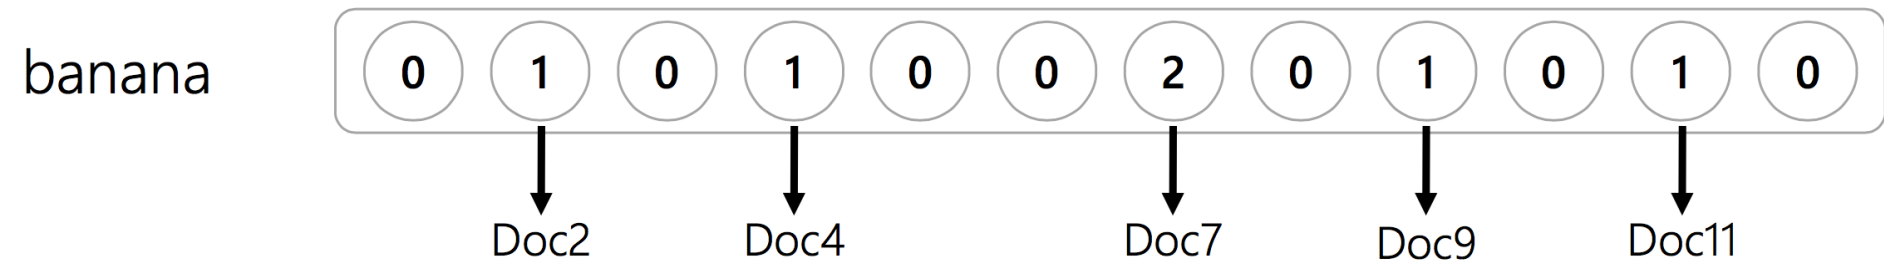 banana 0 1 0 1 0 0 2 0 1 0 1 0
Doc2 Doc4 Doc7 Doc9 Doc11